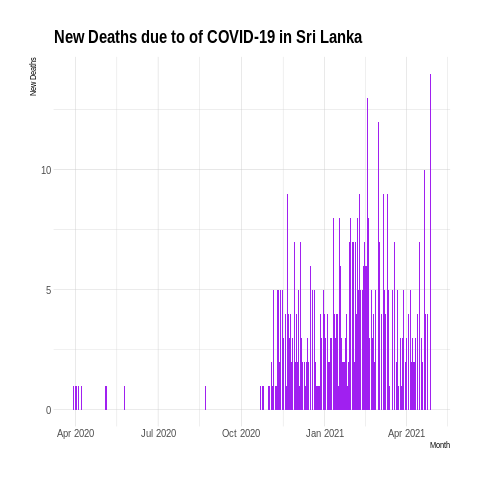 New Deaths due to of COVID-19 in Sri Lanka
New Deaths
10
5
0
Apr 2020 Jul 2020 Oct 2020 Jan 2021 Apr 2021
Month